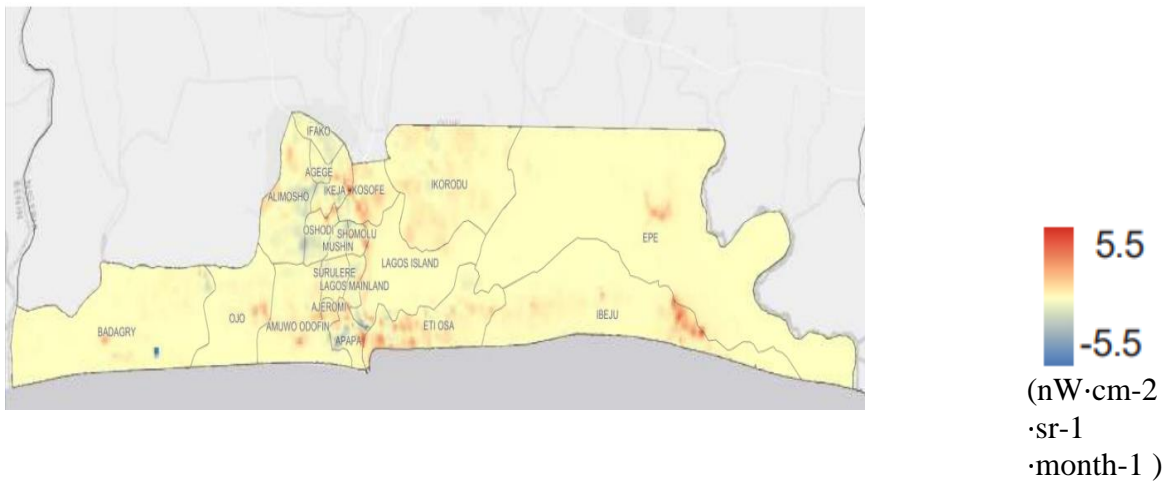 IFAKO
AGEGE
ALIMOSHO
IKEJA
KOSOFE
IKORODU
OSHODI
SHOMOLU
MUSHIN
EPE
LAGOS ISLAND
SURULERE
LAGOS MAINLAND
AJEROMI
IBEJU
OJO
AMUWO ODOFIN
ETI OSA
BADAGRY
APAPA
5.5
-5.5
(nW·cm-2
·sr-1
·month-1 )